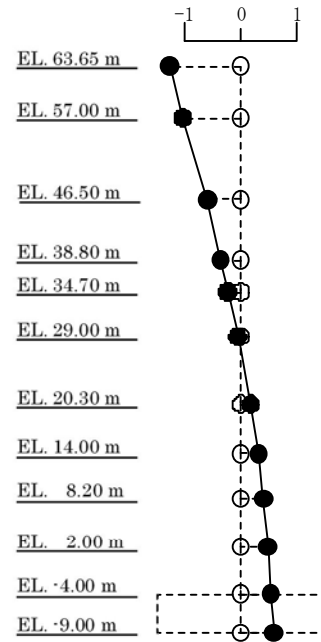 −1 0 1
EL. 63.65 m
EL. 57.00 m
EL. 46.50 m
EL. 38.80 m
EL. 34.70 m
EL. 29.00 m
EL. 20.30 m
EL. 14.00 m
EL. 8.20 m
EL. 2.00 m
EL. -4.00 m
EL. -9.00 m